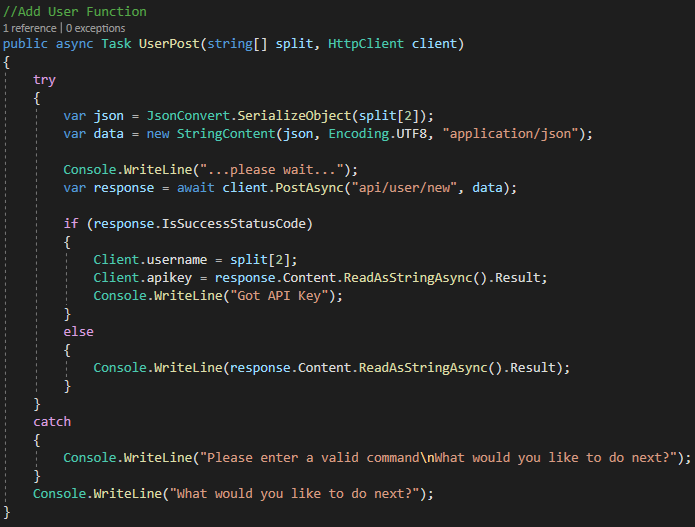 //Add User Function
1 reference | 0 exceptions
public async Task UserPost(string[] split, HttpClient client)
{
    try
    {
        var json = JsonConvert.SerializeObject(split[2]);
        var data = new StringContent(json, Encoding.UTF8, "application/json");

        Console.WriteLine("...please wait...");
        var response = await client.PostAsync("api/user/new", data);

        if (response.IsSuccessStatusCode)
        {
            Client.username = split[2];
            Client.apikey = response.Content.ReadAsStringAsync().Result;
            Console.WriteLine("Got API Key");
        }
        else
        {
            Console.WriteLine(response.Content.ReadAsStringAsync().Result);
        }
    }
    catch
    {
        Console.WriteLine("Please enter a valid command\nWhat would you like to do next?");
    }
    Console.WriteLine("What would you like to do next?");
}